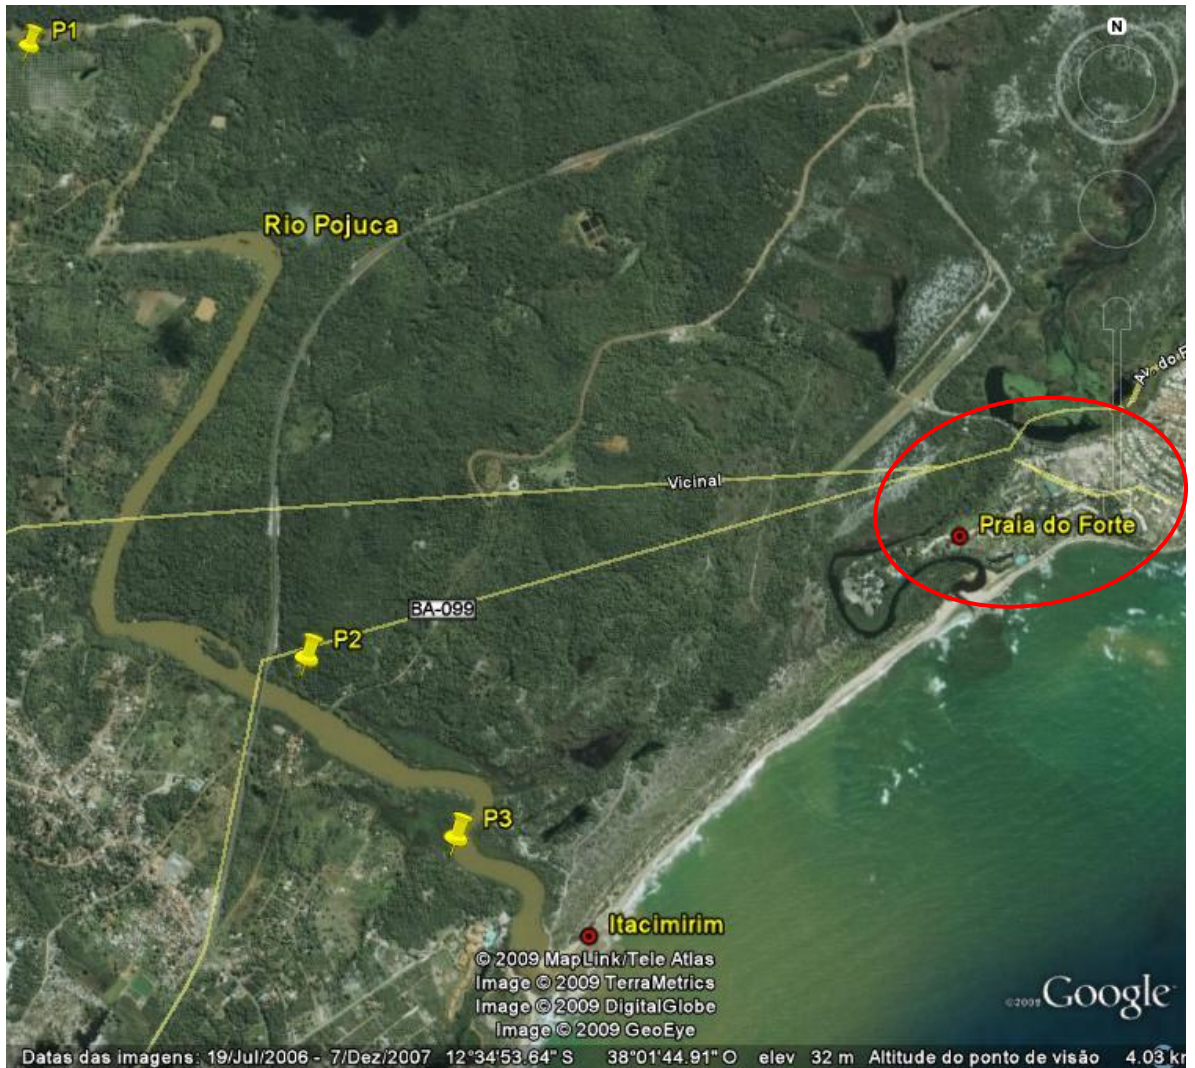 P1
N
Rio Pojuca
Av. do F
Vicinal
Praia do Forte
BA-099
P2
P3
Itacimirim
© 2009 MapLink/Tele Atlas
Image © 2009 TerraMetrics
Image © 2009 DigitalGlobe
Image © 2009 GeoEye
©2009 Google
Datas das imagens: 19/Jul/2006 - 7/Dez/2007 12°34'53.64" S 38°01'44.91" O elev 32 m Altitude do ponto de visão 4.03 km